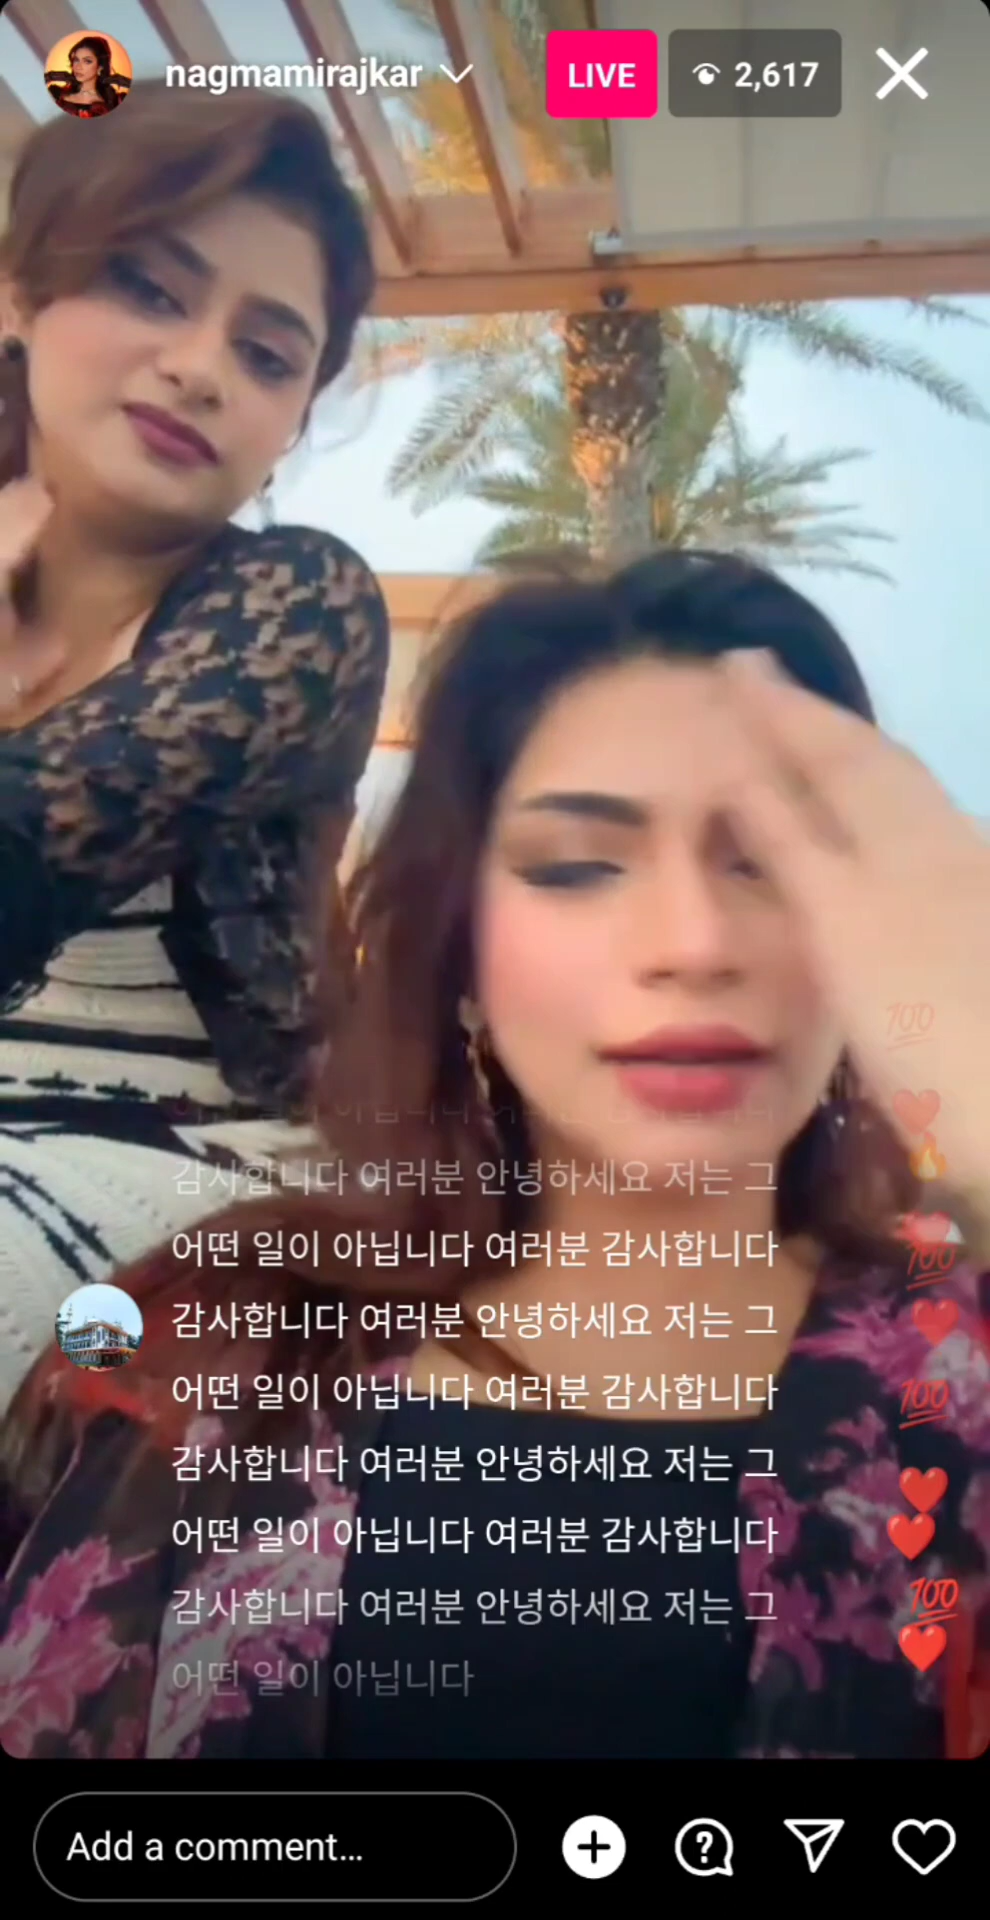 nagmamirajkar
LIVE
2,617
감사합니다 여러분 안녕하세요 저는 그
어떤 일이 아닙니다 여러분 감사합니다
감사합니다 여러분 안녕하세요 저는 그
어떤 일이 아닙니다 여러분 감사합니다
감사합니다 여러분 안녕하세요 저는 그
어떤 일이 아닙니다 여러분 감사합니다
감사합니다 여러분 안녕하세요 저는 그
어떤 일이 아닙니다
Add a comment...